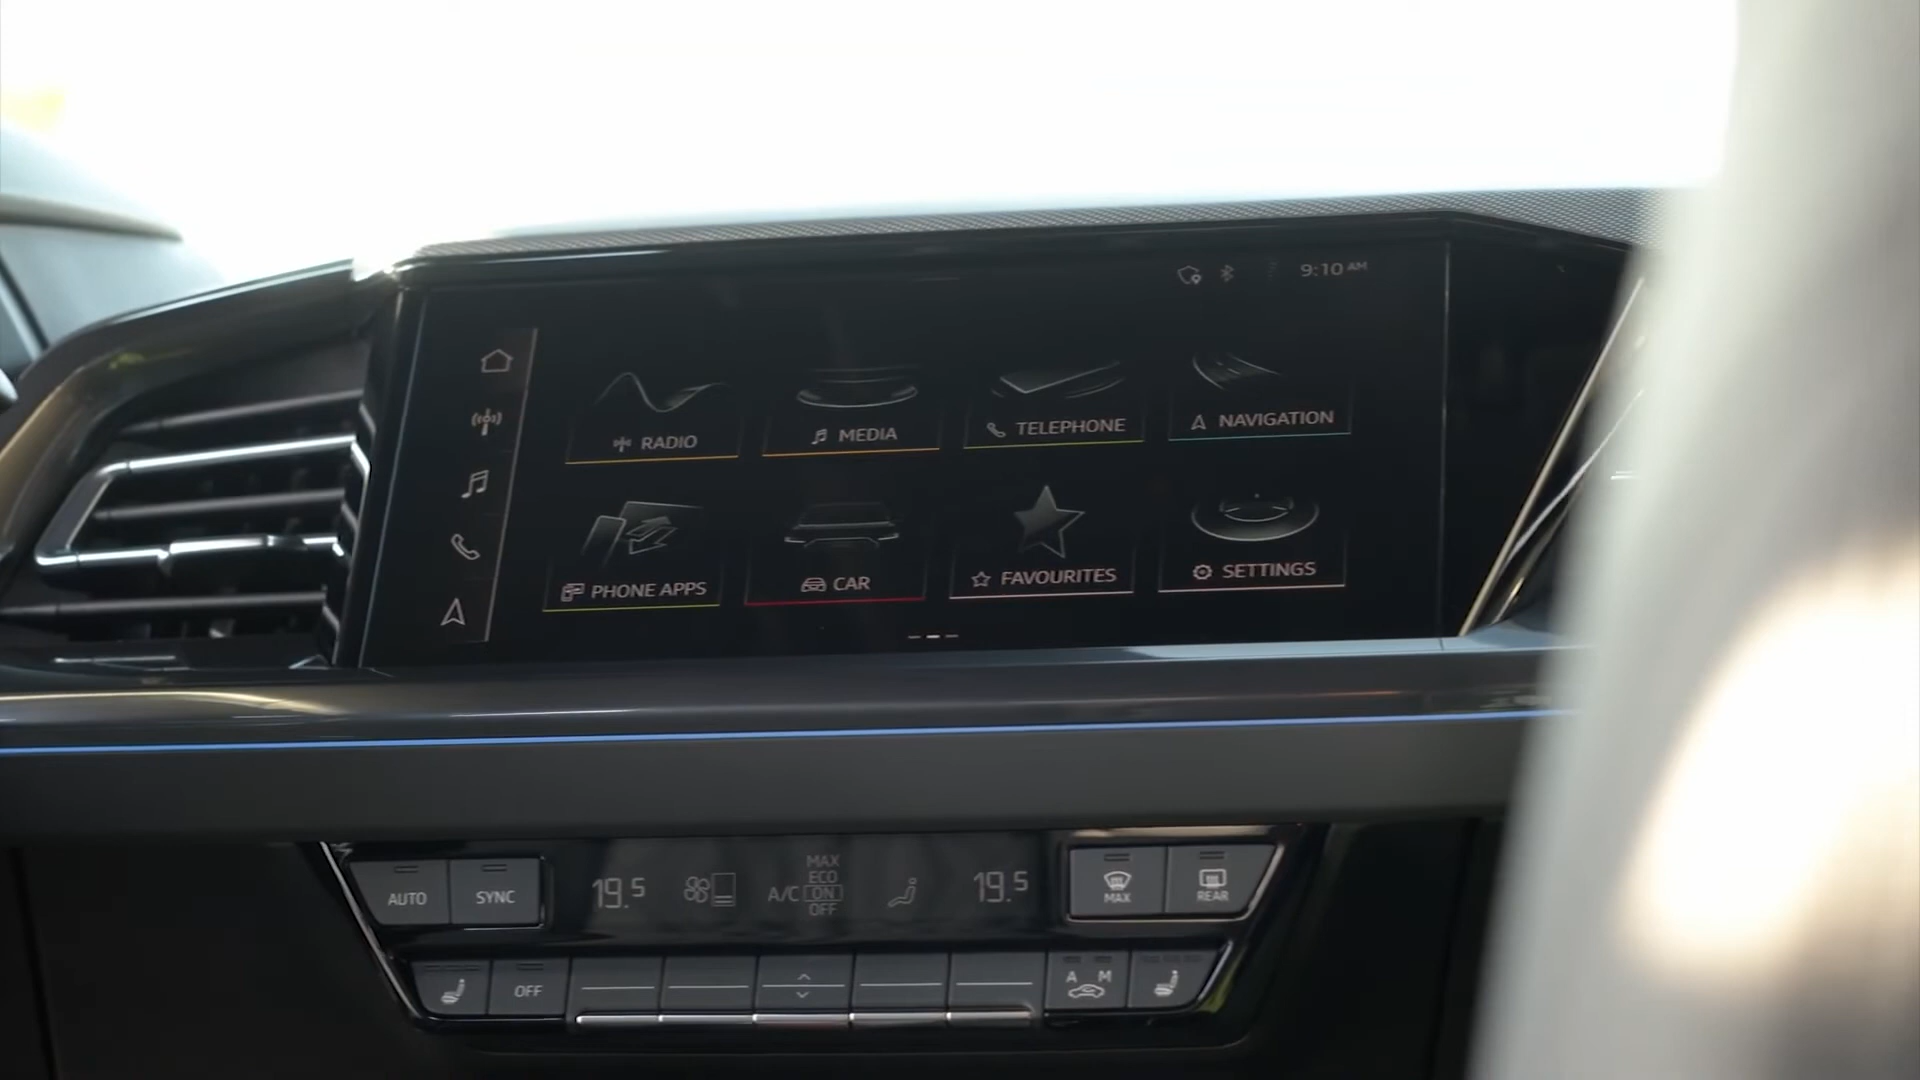 9:10 AM
RADIO
MEDIA
TELEPHONE
NAVIGATION
PHONE APPS
CAR
FAVOURITES
SETTINGS
AUTO
SYNC
19.5
A/C
MAX
ECO
ON
OFF
19.5
MAX
REAR
OFF
A M